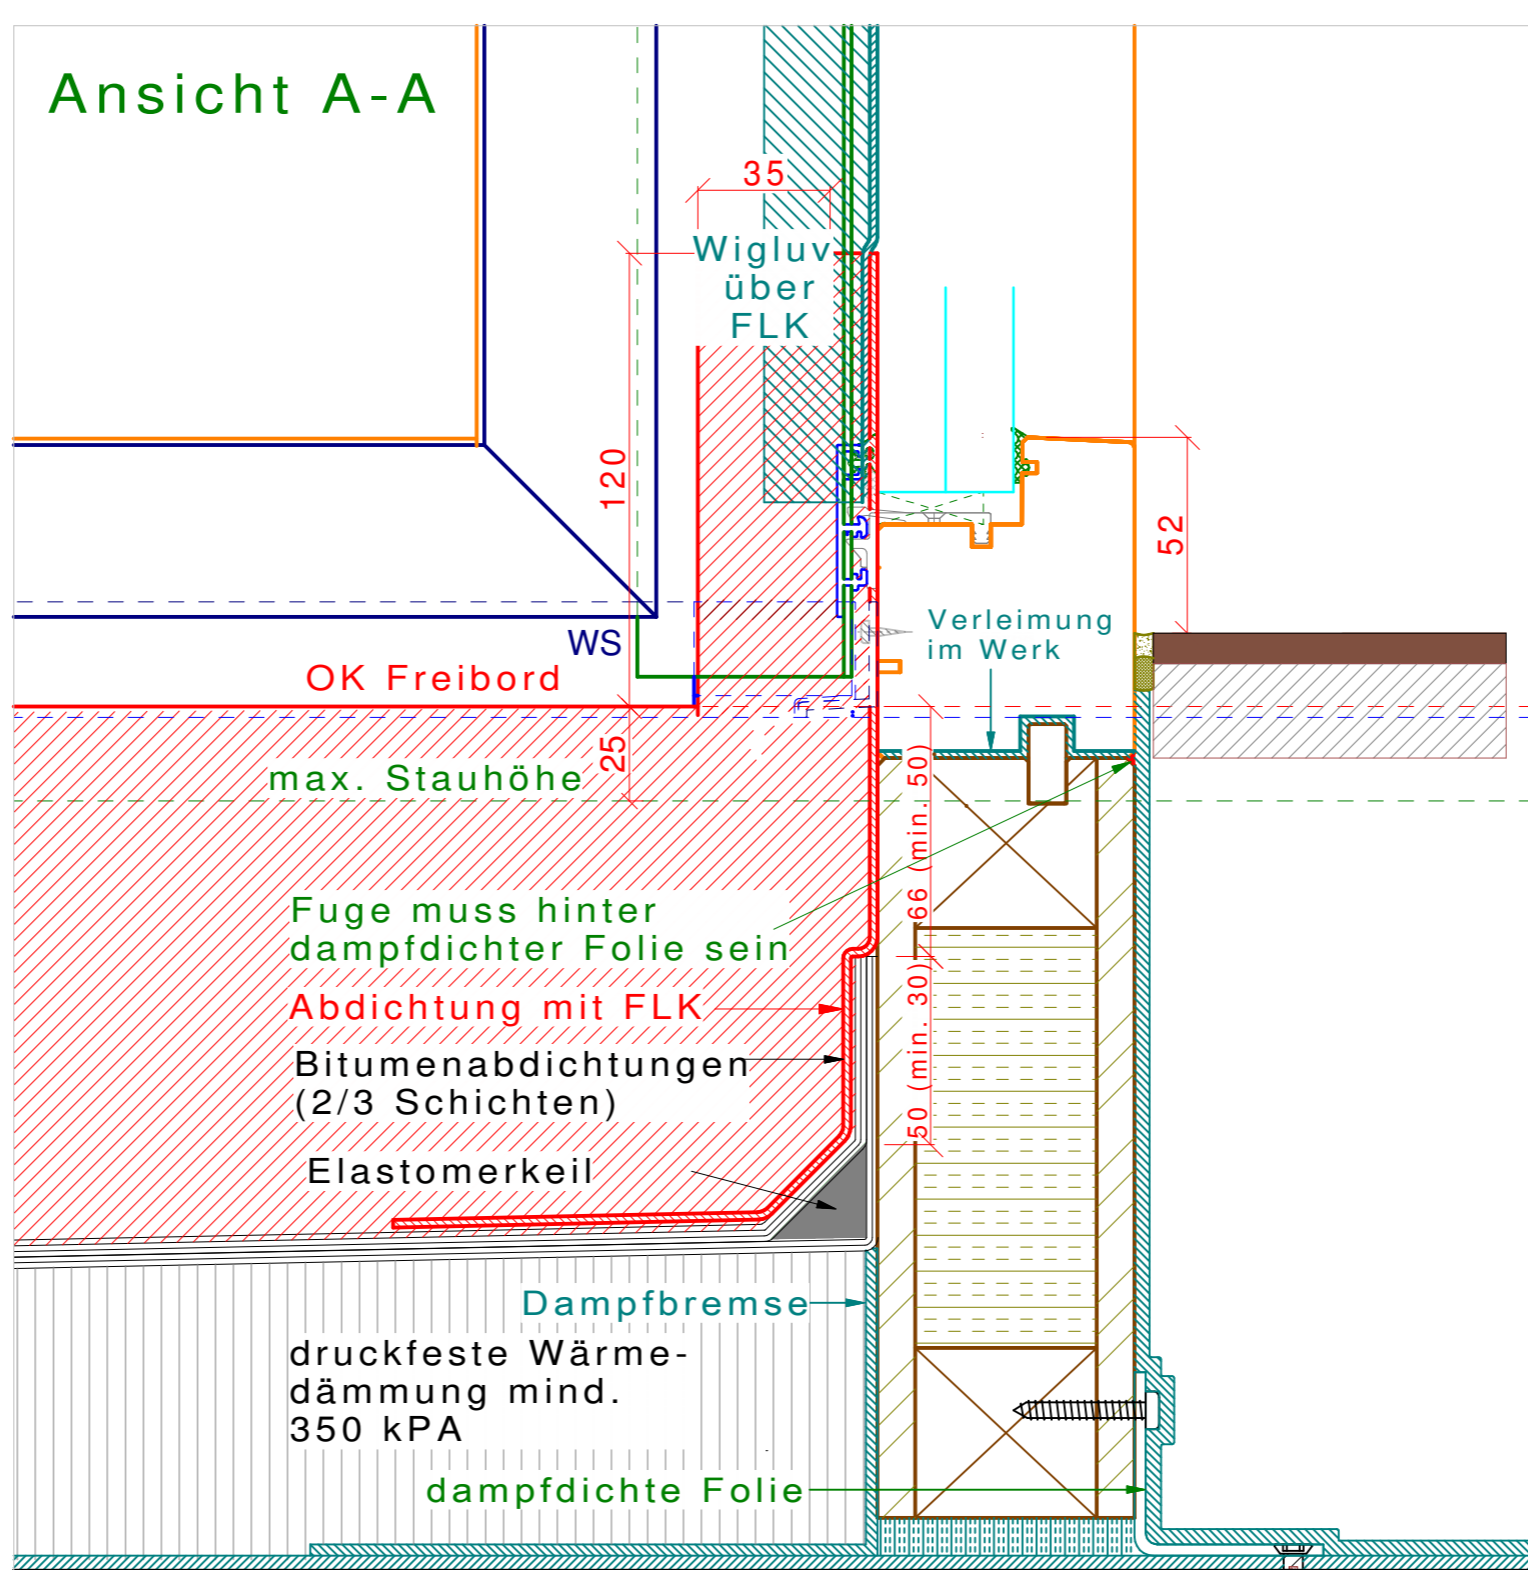 Ansicht A-A
35
Wigluv
über
FLK
120
52
Verleimung
im Werk
WS
OK Freibord
25
max. Stauhöhe
66 (min. 50)
Fuge muss hinter
dampfdichter Folie sein
50 (min. 30)
Abdichtung mit FLK
Bitumenabdichtungen
(2/3 Schichten)
Elastomerkeil
Dampfbremse
druckfeste Wärme-
dämmung mind.
350 kPA
dampfdichte Folie